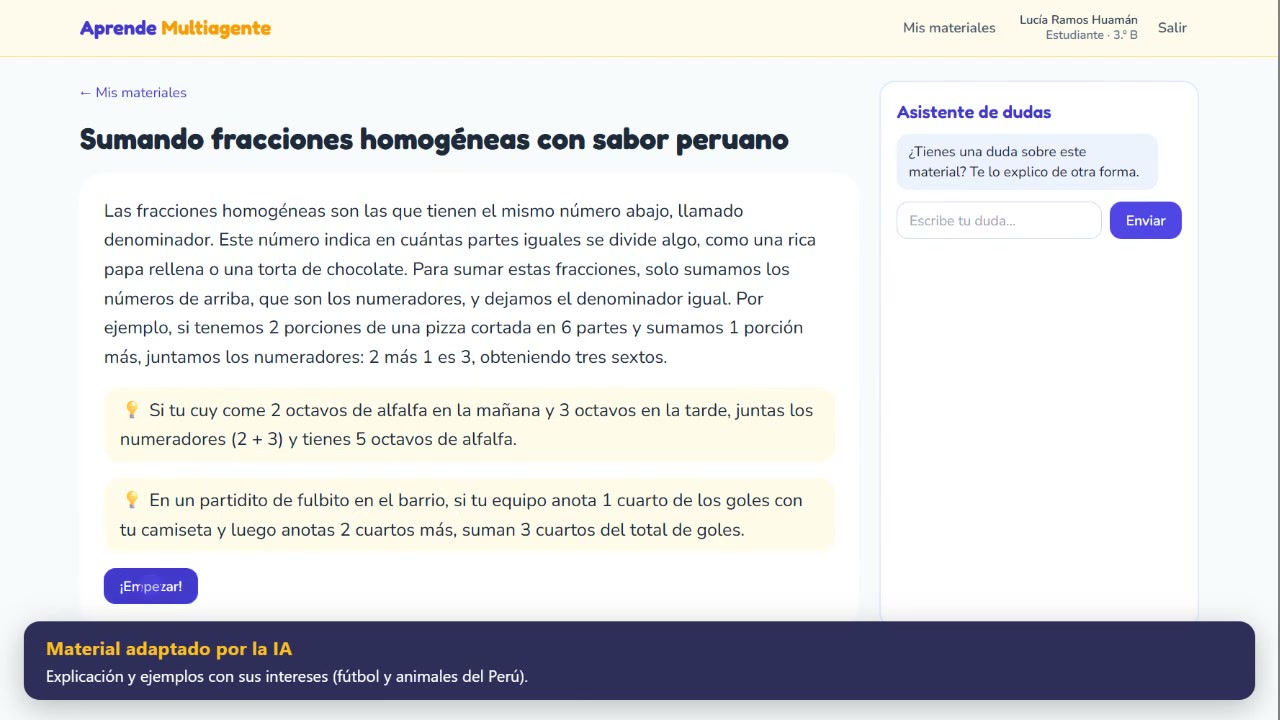 Aprende Multiagente
Mis materiales
Lucía Ramos Huamán
Estudiante · 3.° B
Salir
← Mis materiales
Sumando fracciones homogéneas con sabor peruano
Las fracciones homogéneas son las que tienen el mismo número abajo, llamado
denominador. Este número indica en cuántas partes iguales se divide algo, como una rica
papa rellena o una torta de chocolate. Para sumar estas fracciones, solo sumamos los
números de arriba, que son los numeradores, y dejamos el denominador igual. Por
ejemplo, si tenemos 2 porciones de una pizza cortada en 6 partes y sumamos 1 porción
más, juntamos los numeradores: 2 más 1 es 3, obteniendo tres sextos.
💡 Si tu cuy come 2 octavos de alfalfa en la mañana y 3 octavos en la tarde, juntas los
numeradores (2 + 3) y tienes 5 octavos de alfalfa.
💡 En un partidito de fulbito en el barrio, si tu equipo anota 1 cuarto de los goles con
tu camiseta y luego anotas 2 cuartos más, suman 3 cuartos del total de goles.
¡Empezar!
Asistente de dudas
¿Tienes una duda sobre este
material? Te lo explico de otra forma.
Escribe tu duda...
Enviar
Material adaptado por la IA
Explicación y ejemplos con sus intereses (fútbol y animales del Perú).